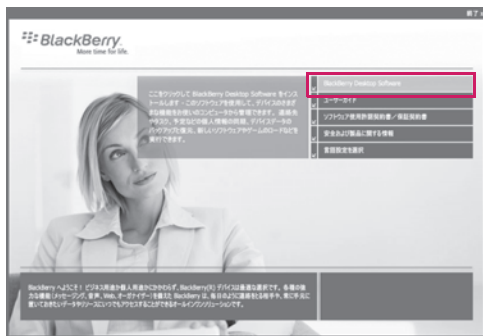 終了
BlackBerry
More time for life.
ここをクリックして BlackBerry Desktop Software をインス
トールします - このソフトウェアを使用して、デバイスのさまざ
まな機能をお使いのコンピュータから管理できます。連絡先
やタスク、予定などの個人情報の同期、デバイスデータの
バックアップと復元、新しいソフトウェアやゲームのロードなどを
実行できます。
BlackBerry Desktop Software
ユーザーガイド
ソフトウェア使用許諾契約書／保証契約書
安全および製品に関する情報
言語設定を選択
BlackBerry へようこそ！ ビジネス用途か個人用途にかかわらず、BlackBerry(R) デバイスは最適な選択です。各種の強
力な機能（メッセージング、音声、Web、オーガナイザー）を備えた BlackBerry は、毎日のように連絡をとる相手や、常に手元に
置いておきたいデータやリソースにいつでもアクセスすることができるオールインワンソリューションです。